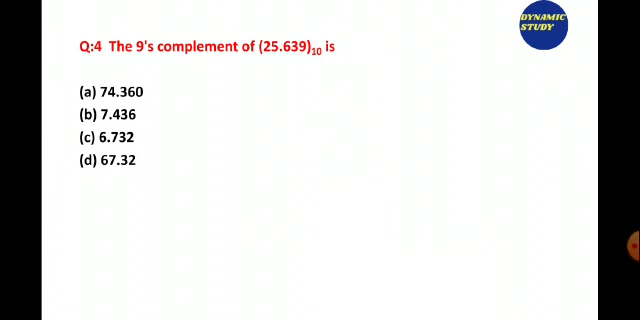 DYNAMIC
STUDY
Q:4 The 9's complement of (25.639)10 is
(a) 74.360
(b) 7.436
(c) 6.732
(d) 67.32